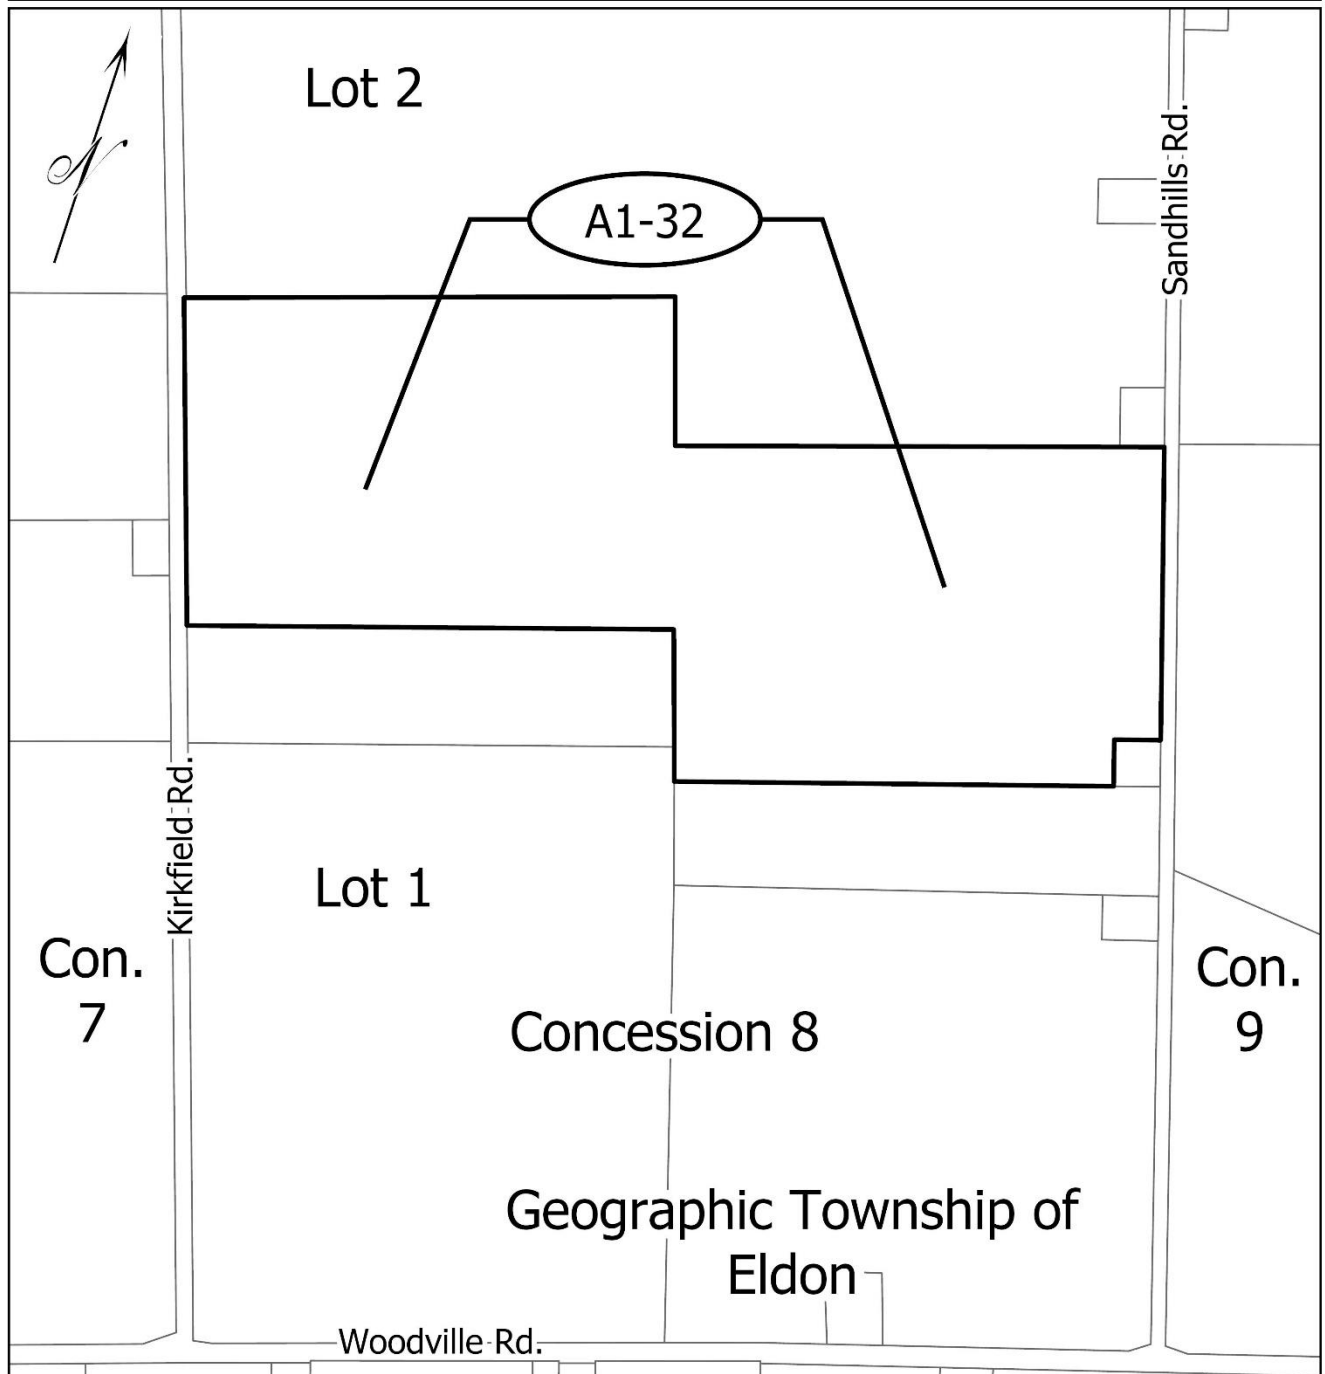 N
Lot 2
A1-32
Sandhills Rd.
Kirkfield Rd.
Lot 1
Con.
7
Con.
9
Concession 8
Geographic Township of
Eldon
Woodville Rd.